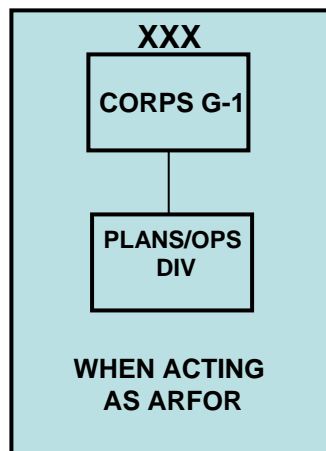 XXX
CORPS G-1
PLANS/OPS
DIV
WHEN ACTING
AS ARFOR